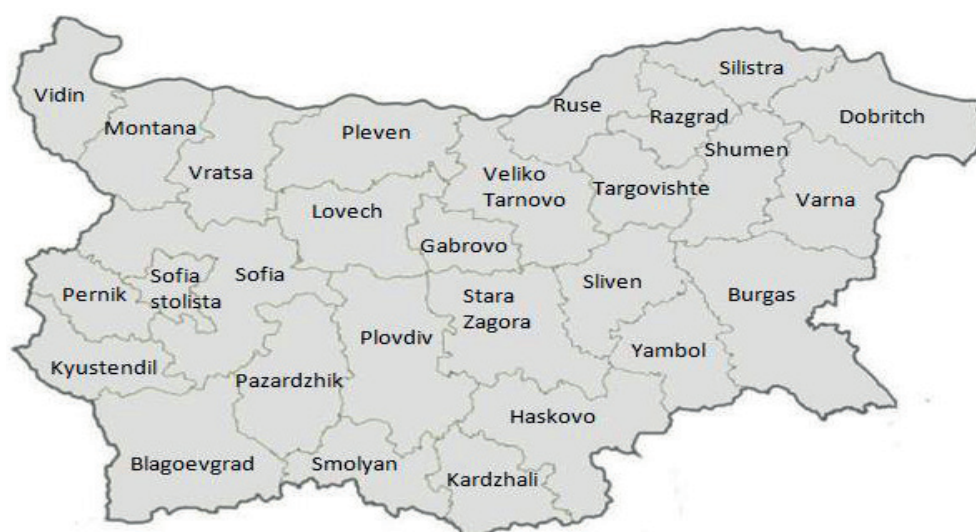 Vidin
Montana
Vratsa
Pleven
Lovech
Veliko
Tarnovo
Gabrovo
Ruse
Silistra
Razgrad
Dobritch
Shumen
Targovishte
Varna
Sofia
stolista
Sofia
Pernik
Kyustendil
Pazardzhik
Plovdiv
Stara
Zagora
Sliven
Burgas
Yambol
Haskovo
Blagoevgrad
Smolyan
Kardzhali